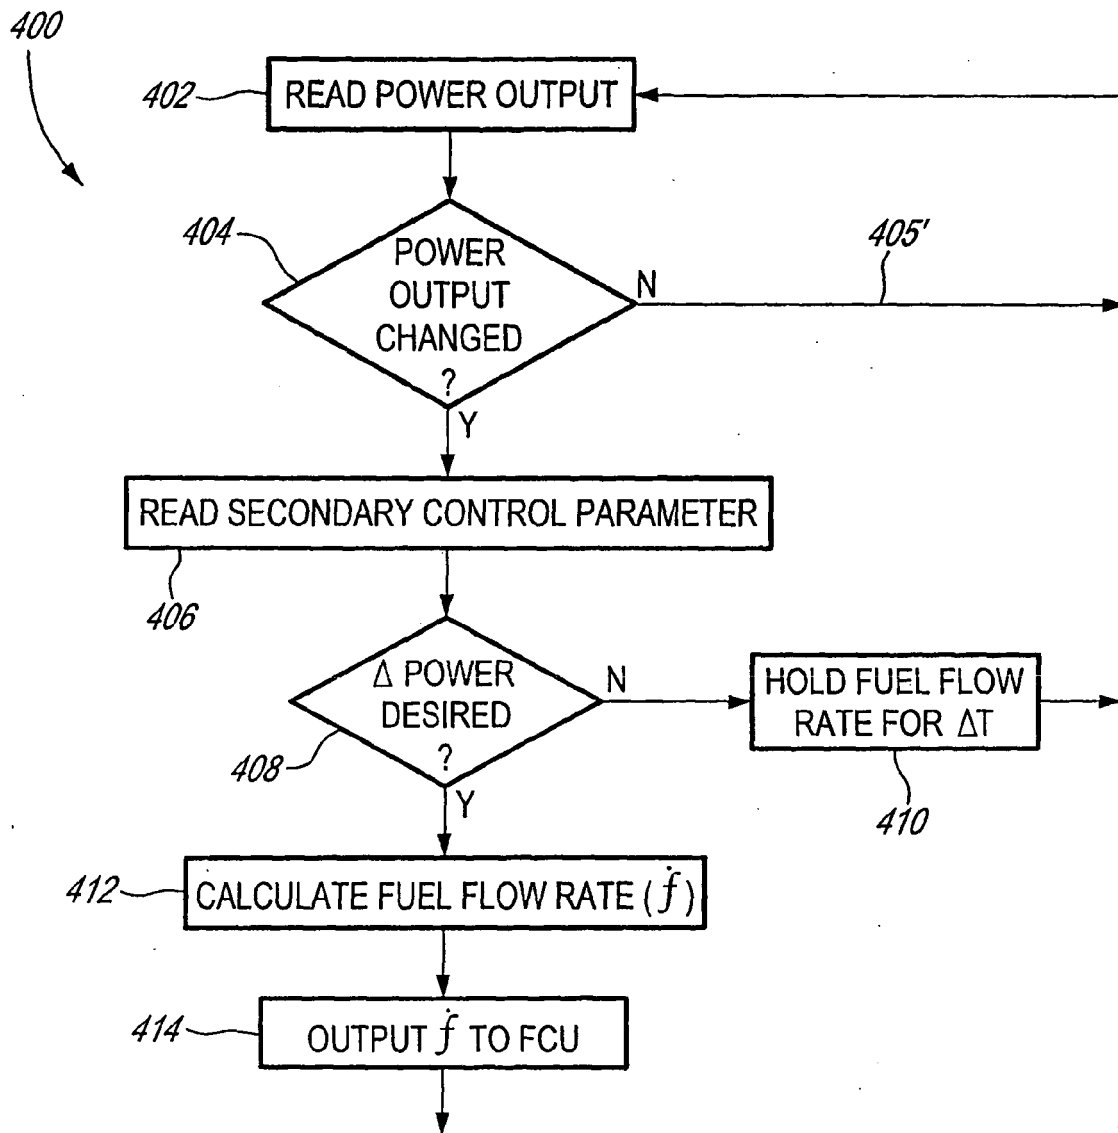 400
402
READ POWER OUTPUT
404
POWER
OUTPUT
CHANGED
?
N
405'
Y
READ SECONDARY CONTROL PARAMETER
406
Δ POWER
DESIRED
?
N
HOLD FUEL FLOW
RATE FOR ΔT
408
410
Y
412
CALCULATE FUEL FLOW RATE (ḟ)
414
OUTPUT ḟ TO FCU